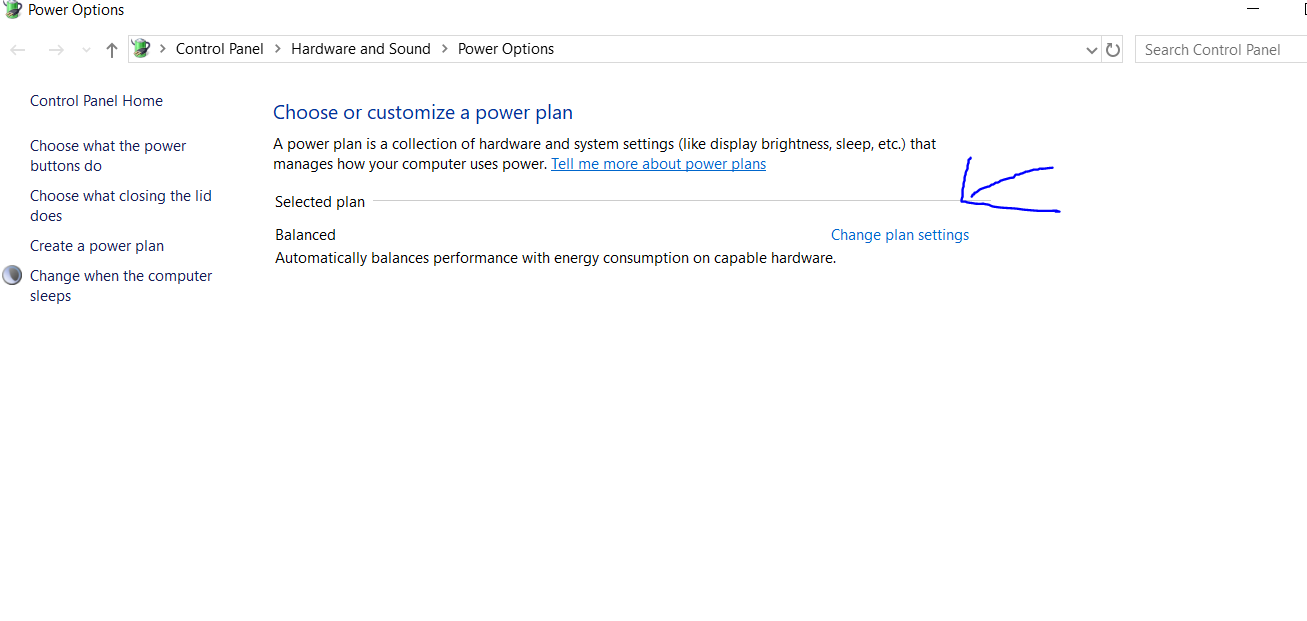 Power Options
Control Panel > Hardware and Sound > Power Options
Search Control Panel
Control Panel Home
Choose what the power
buttons do
Choose what closing the lid
does
Create a power plan
Change when the computer
sleeps
Choose or customize a power plan
A power plan is a collection of hardware and system settings (like display brightness, sleep, etc.) that
manages how your computer uses power. Tell me more about power plans
Selected plan
Balanced
Change plan settings
Automatically balances performance with energy consumption on capable hardware.